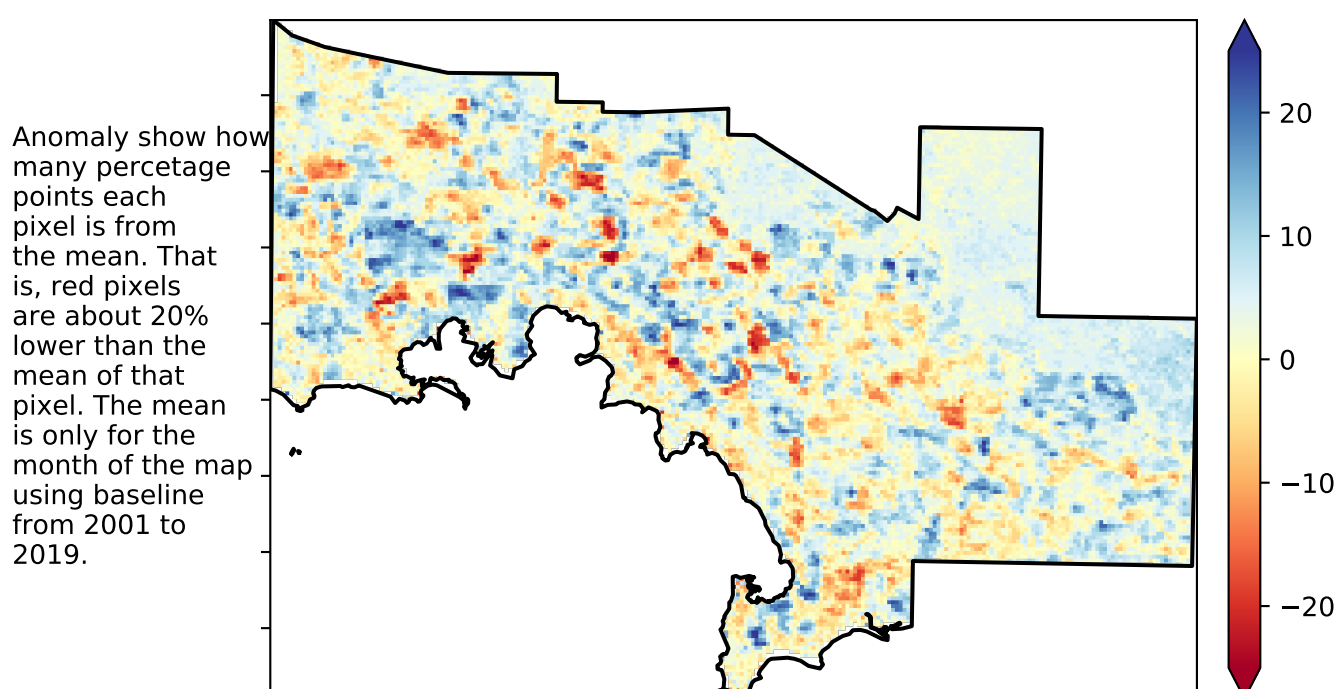 Anomaly show how
many percetage
points each
pixel is from
the mean. That
is, red pixels
are about 20%
lower than the
mean of that
pixel. The mean
is only for the
month of the map
using baseline
from 2001 to
2019.
20
10
0
−10
−20